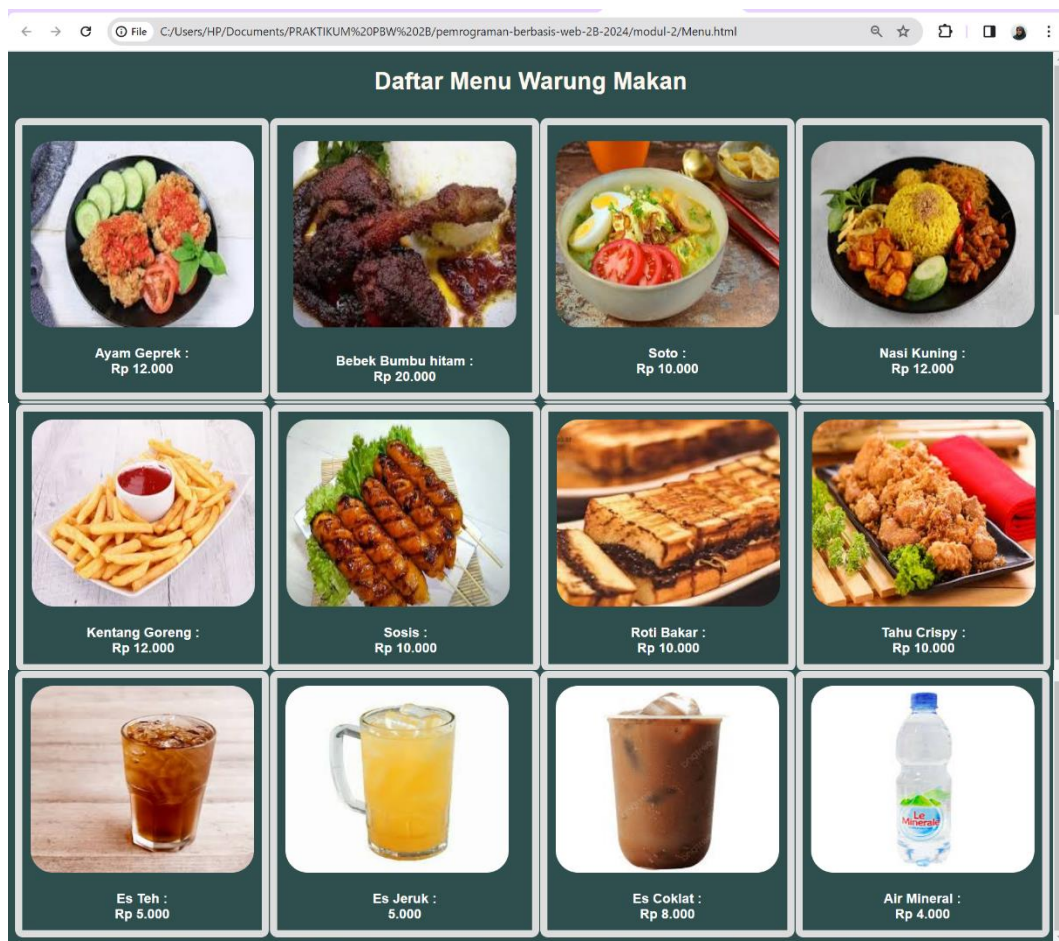 File
C:/Users/HP/Documents/PRAKTIKUM%20PBW%202B/pemrograman-berbasis-web-2B-2024/modul-2/Menu.html
Daftar Menu Warung Makan
Ayam Geprek :
Rp 12.000
Bebek Bumbu hitam :
Rp 20.000
Soto :
Rp 10.000
Nasi Kuning :
Rp 12.000
Kentang Goreng :
Rp 12.000
Sosis :
Rp 10.000
Roti Bakar :
Rp 10.000
Tahu Crispy :
Rp 10.000
Le
Minerale
Es Teh :
Rp 5.000
Es Jeruk :
5.000
Es Coklat :
Rp 8.000
Air Mineral :
Rp 4.000